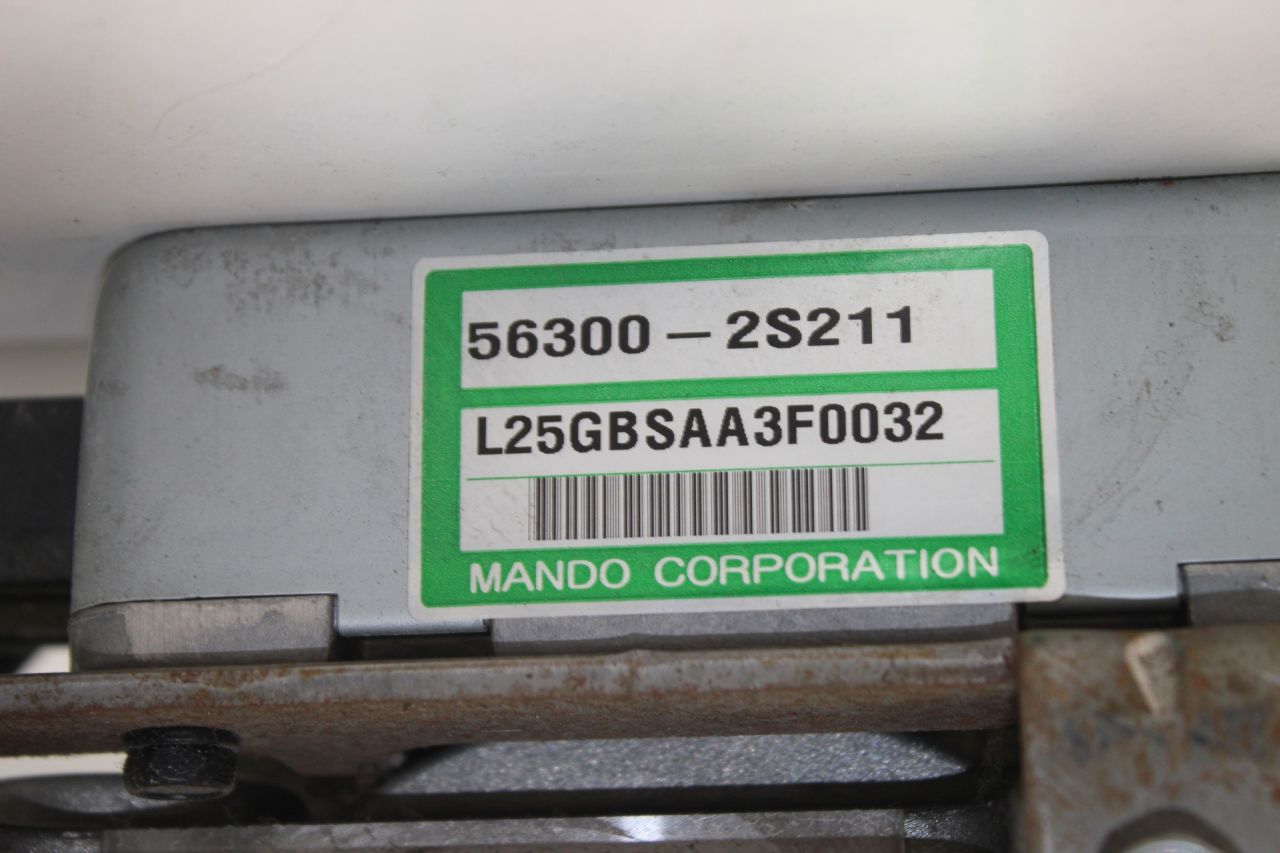 56300-2S211
L25GBSAA3F0032
MANDO CORPORATION